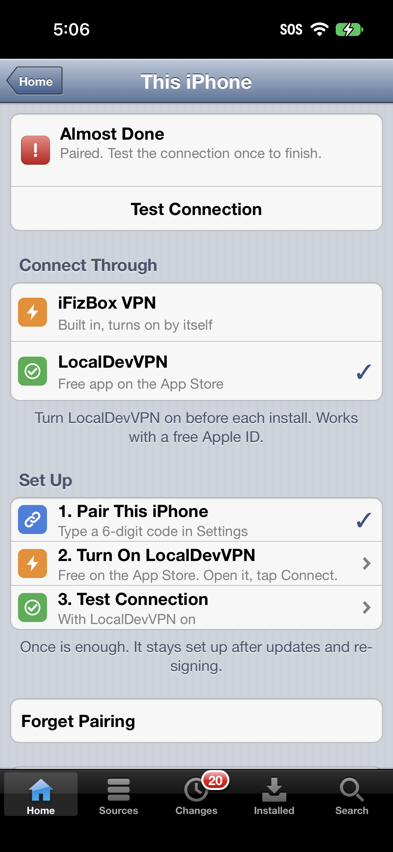 5:06
SOS
Home
This iPhone
!
Almost Done
Paired. Test the connection once to finish.
Test Connection
Connect Through
iFizBox VPN
Built in, turns on by itself
LocalDevVPN
Free app on the App Store
Turn LocalDevVPN on before each install. Works
with a free Apple ID.
Set Up
1. Pair This iPhone
Type a 6-digit code in Settings
2. Turn On LocalDevVPN
Free on the App Store. Open it, tap Connect.
3. Test Connection
With LocalDevVPN on
Once is enough. It stays set up after updates and re-
signing.
Forget Pairing
20
Home
Sources
Changes
Installed
Search